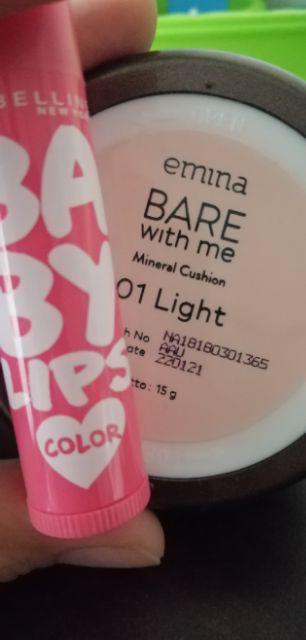 BELLIN
NEW YORK
BA
BY
LIPS
COLOR
emina
BARE
with me
Mineral Cushion
01 Light
h No NA18180301365
ate AAU
220121
tto: 15 g